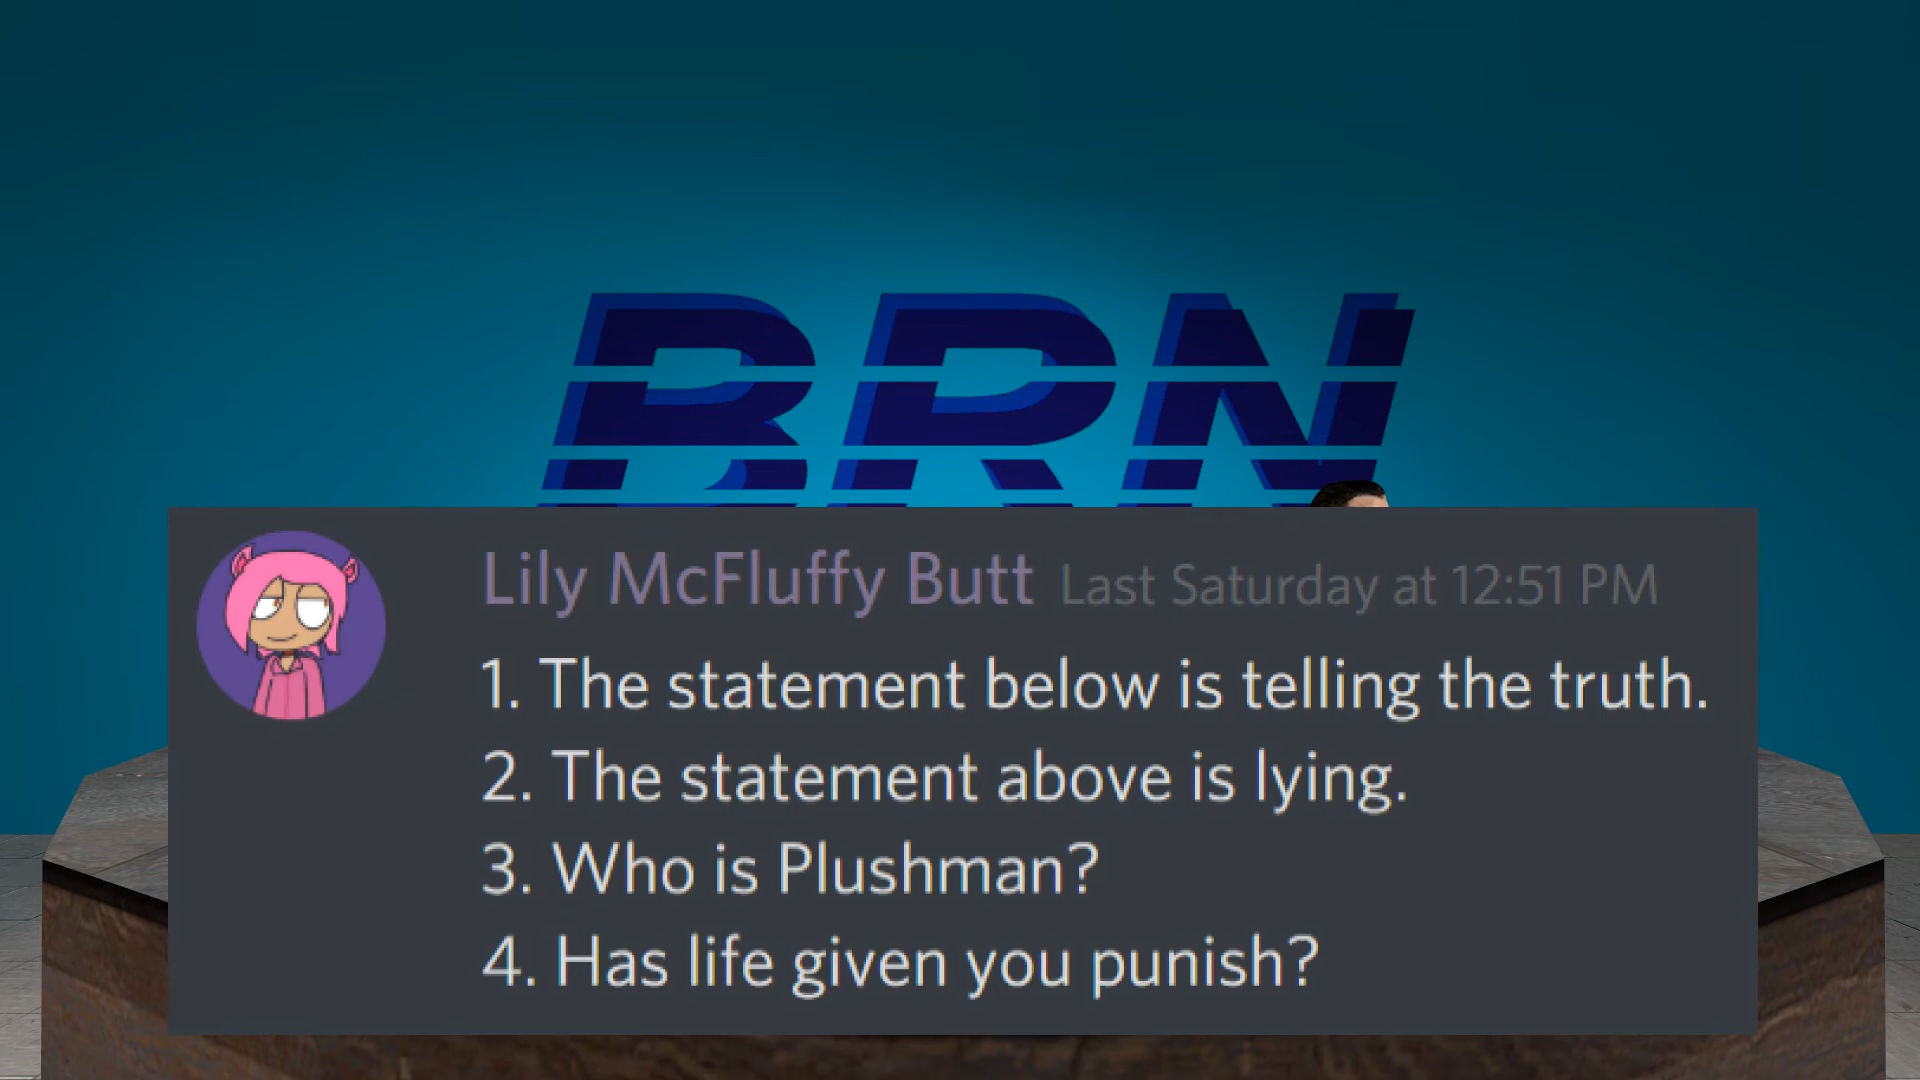 BRN
Lily McFluffy Butt Last Saturday at 12:51 PM
1. The statement below is telling the truth.
2. The statement above is lying.
3. Who is Plushman?
4. Has life given you punish?